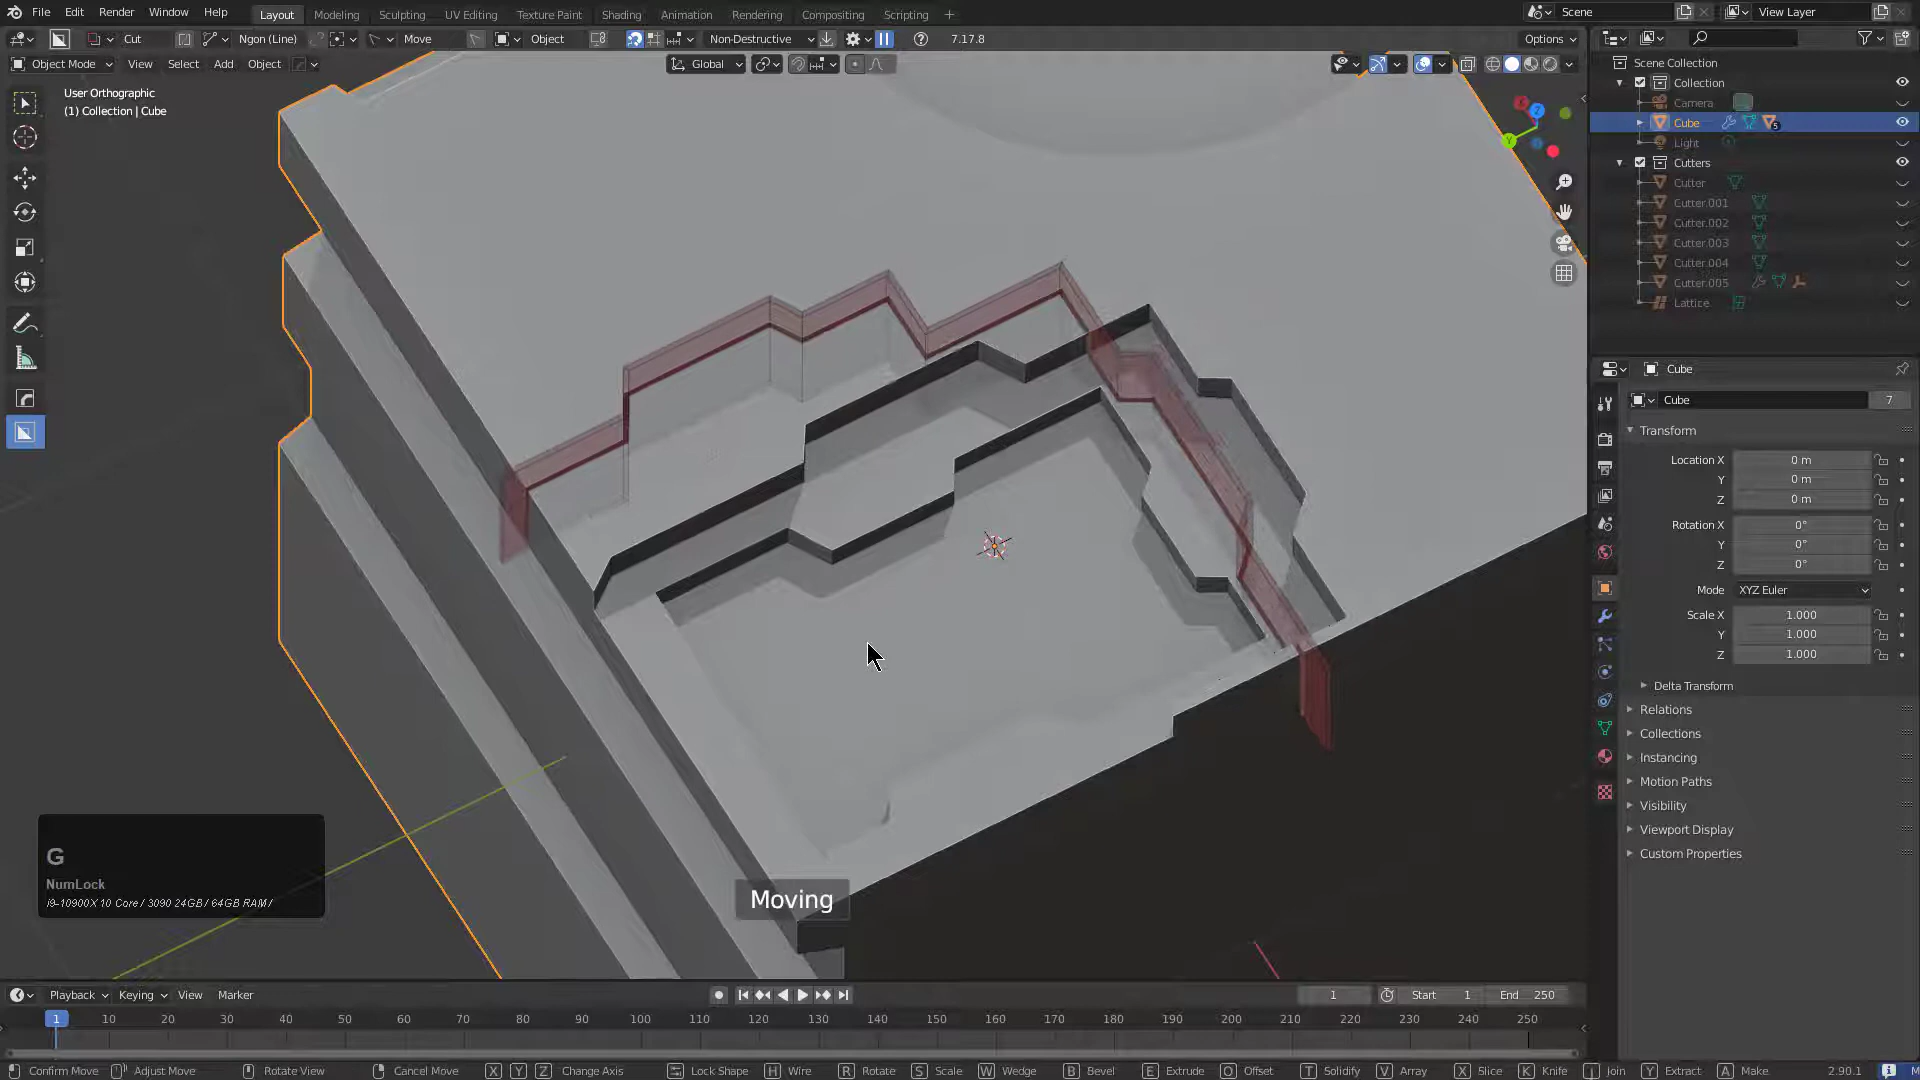 File Edit Render Window Help Layout Modeling Sculpting UV Editing Texture Paint Shading Animation Rendering Compositing Scripting + Scene View Layer
Cut Ngon (Line) Move Object Non-Destructive 7.17.8 Options
Object Mode View Select Add Object Global
User Orthographic
(1) Collection | Cube
Scene Collection
Collection
Camera
Cube
Light
Cutters
Cutter
Cutter.001
Cutter.002
Cutter.003
Cutter.004
Cutter.005
Lattice
Cube
Cube 7
Transform
Location X 0 m
Y 0 m
Z 0 m
Rotation X 0°
Y 0°
Z 0°
Mode XYZ Euler
Scale X 1.000
Y 1.000
Z 1.000
Delta Transform
Relations
Collections
Instancing
Motion Paths
Visibility
Viewport Display
Custom Properties
G
NumLock
i9-10900X 10 Core / 3090 24GB / 64GB RAM /
Moving
Playback Keying View Marker 1 Start 1 End 250
1 10 20 30 40 50 60 70 80 90 100 110 120 130 140 150 160 170 180 190 200 210 220 230 240 250
Confirm Move Adjust Move Rotate View Cancel Move X Y Z Change Axis Lock Shape H Wire R Rotate S Scale W Wedge B Bevel E Extrude O Offset T Solidify V Array X Slice K Knife J Join Y Extract A Make 2.90.1